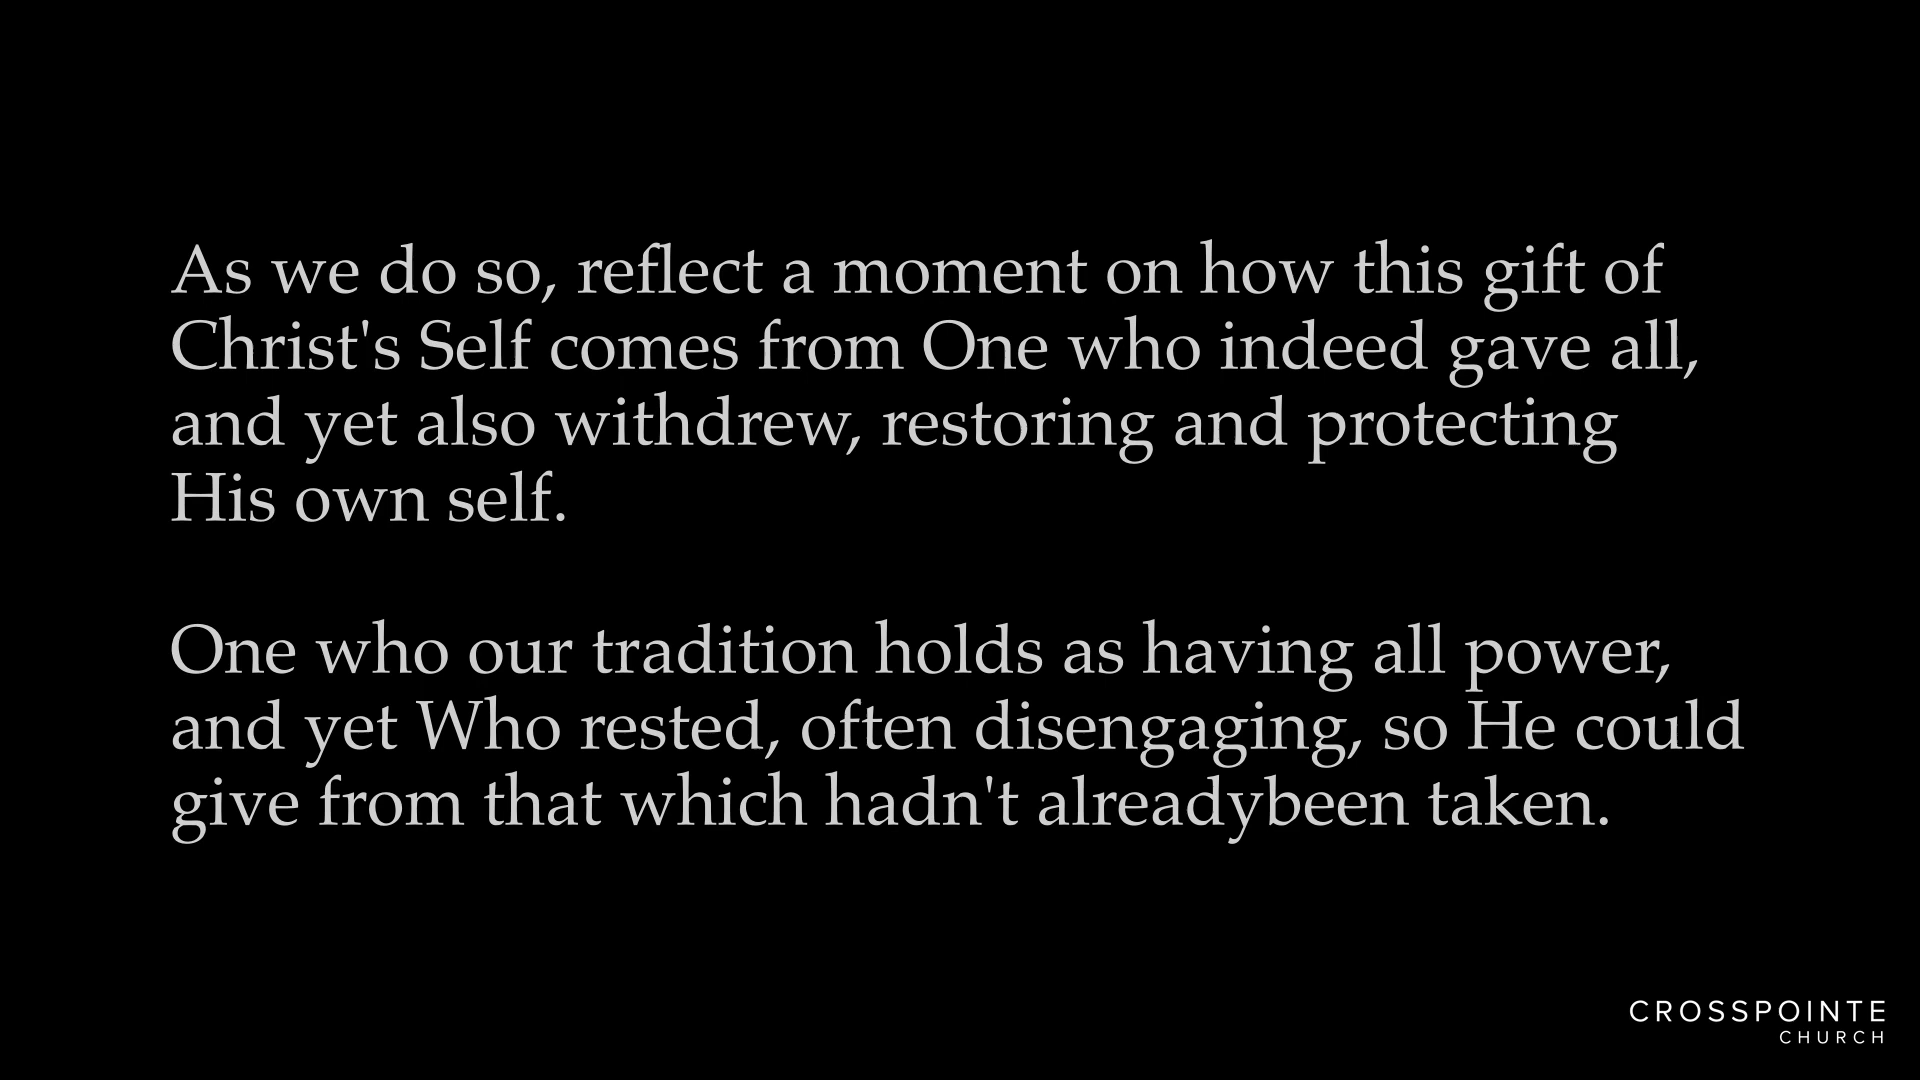 As we do so, reflect a moment on how this gift of
Christ's Self comes from One who indeed gave all,
and yet also withdrew, restoring and protecting
His own self.
One who our tradition holds as having all power,
and yet Who rested, often disengaging, so He could
give from that which hadn't alreadybeen taken.
CROSSPOINTE
CHURCH